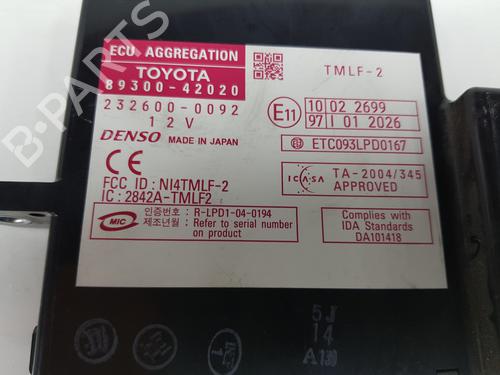 ECU AGGREGATION
TOYOTA
89300-42020
232600-0092
12V
DENSO MADE IN JAPAN
CE
FCC ID : NI4TMLF-2
IC : 2842A-TMLF2
MIC
인증번호 : R-LPD1-04-0194
제조년월 : Refer to serial number
on product
TMLF-2
E11
10 02 2699
97 I 01 2026
ETC093LPD0167
ICASA
TA-2004/345
APPROVED
Complies with
IDA Standards
DA101418
5J
14
A130
B-PARTS